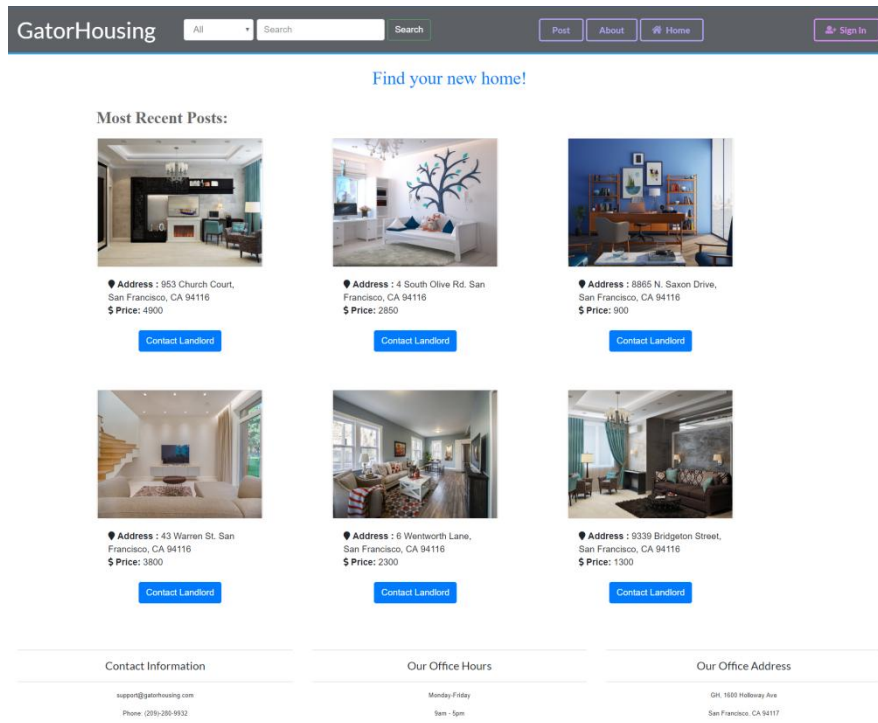 GatorHousing All Search Search Post About Home Sign In
Find your new home!
Most Recent Posts:
Address : 953 Church Court,
San Francisco, CA 94116
$ Price: 4900
Contact Landlord
Address : 4 South Olive Rd. San
Francisco, CA 94116
$ Price: 2850
Contact Landlord
Address : 8865 N. Saxon Drive,
San Francisco, CA 94116
$ Price: 900
Contact Landlord
Address : 43 Warren St. San
Francisco, CA 94116
$ Price: 3800
Contact Landlord
Address : 6 Wentworth Lane,
San Francisco, CA 94116
$ Price: 2300
Contact Landlord
Address : 9339 Bridgeton Street,
San Francisco, CA 94116
$ Price: 1300
Contact Landlord
Contact Information
support@gatorhousing.com
Phone: (209)-280-9932
Our Office Hours
Monday-Friday
9am - 5pm
Our Office Address
GH, 1600 Holloway Ave
San Francisco, CA 94117